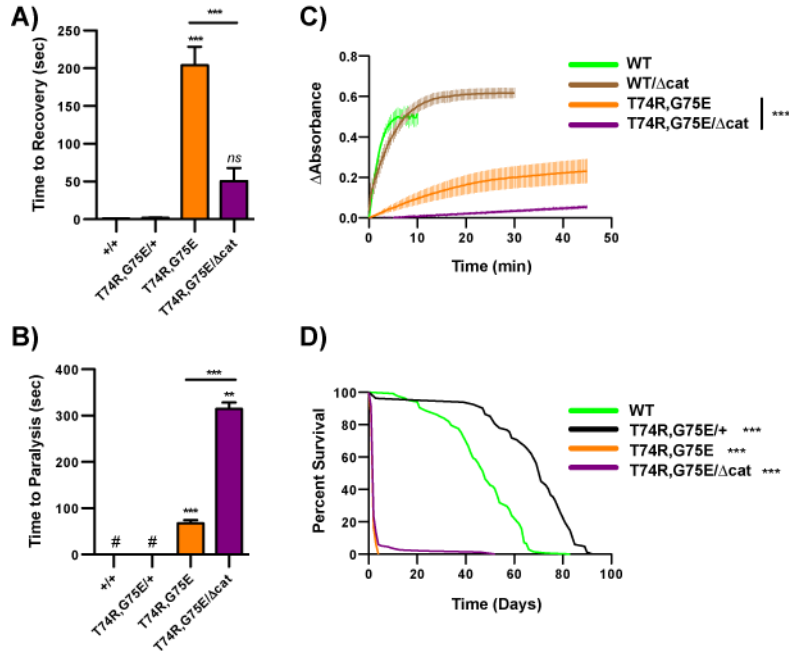 A)
***
***
ns
Time to Recovery (sec)
250
200
150
100
50
0
+/+
T74R,G75E/+
T74R,G75E
T74R,G75E/Δcat
C)
ΔAbsorbance
0.8
0.6
0.4
0.2
0.0
0 10 20 30 40 50
Time (min)
WT
WT/Δcat
T74R,G75E
T74R,G75E/Δcat
***
B)
***
**
***
# #
Time to Paralysis (sec)
400
300
200
100
0
+/+
T74R,G75E/+
T74R,G75E
T74R,G75E/Δcat
D)
Percent Survival
100
80
60
40
20
0
0 20 40 60 80 100
Time (Days)
WT
T74R,G75E/+ ***
T74R,G75E ***
T74R,G75E/Δcat ***